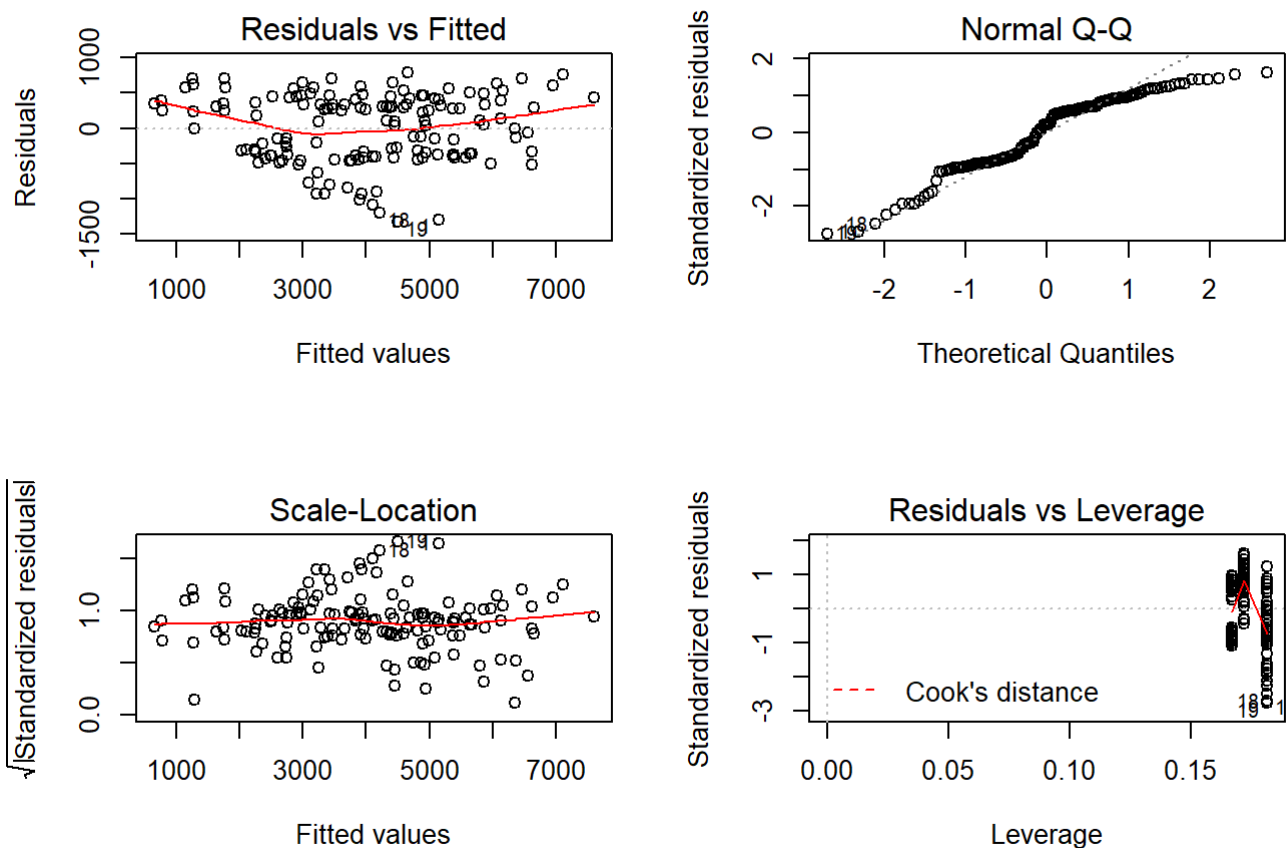 Residuals vs Fitted
Residuals
1000
0
-1500
18
19
1000 3000 5000 7000
Fitted values
Normal Q-Q
Standardized residuals
2
0
-2
18
19
-2 -1 0 1 2
Theoretical Quantiles
Scale-Location
√|Standardized residuals|
1.0
0.0
19
18
1
1000 3000 5000 7000
Fitted values
Residuals vs Leverage
Standardized residuals
1
-1
-3
Cook's distance
18
19
1
0.00 0.05 0.10 0.15
Leverage